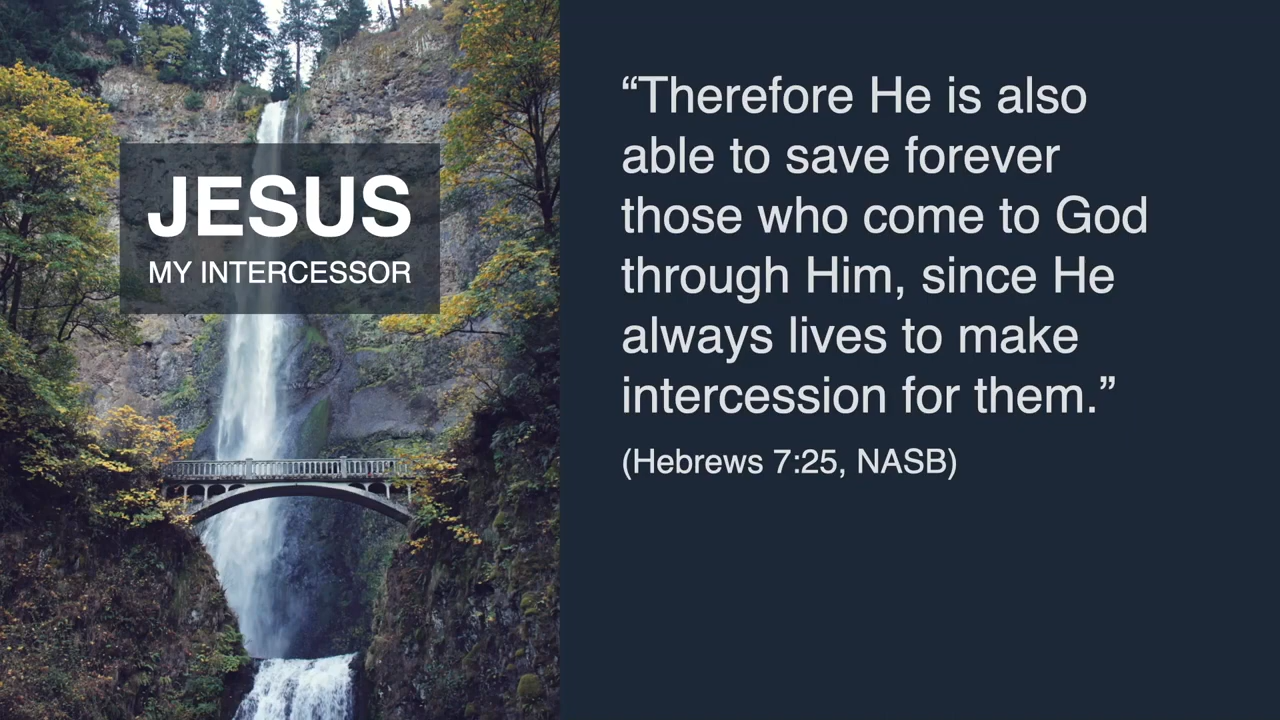 JESUS
MY INTERCESSOR
“Therefore He is also
able to save forever
those who come to God
through Him, since He
always lives to make
intercession for them.”
(Hebrews 7:25, NASB)